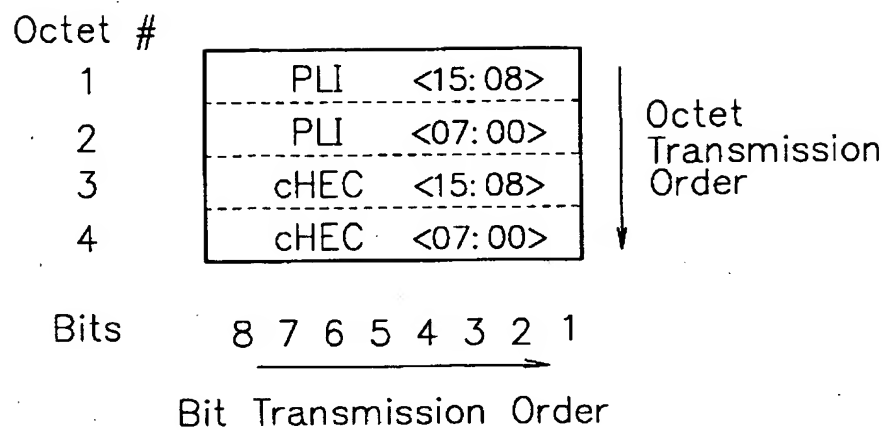 Octet #
1 PLI <15:08>
2 PLI <07:00>
3 cHEC <15:08>
4 cHEC <07:00>
Octet
Transmission
Order
Bits 8 7 6 5 4 3 2 1
Bit Transmission Order